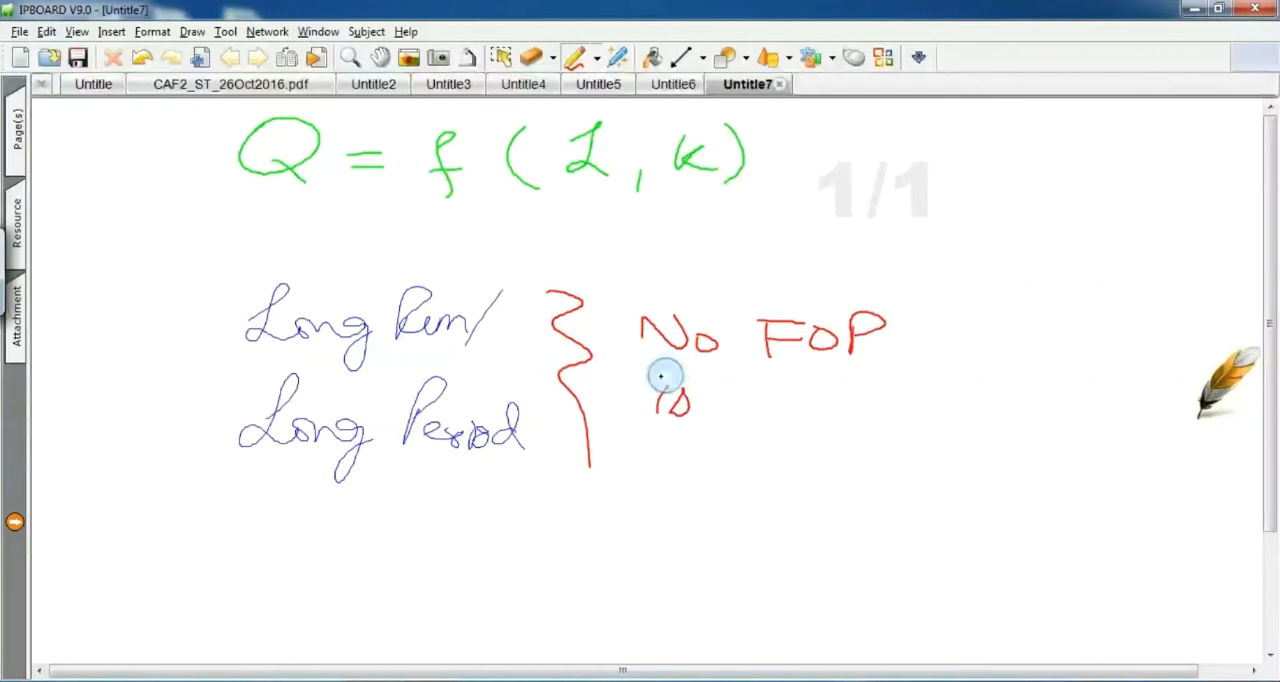 IPBOARD V9.0 - [Untitle7]
File Edit View Insert Format Draw Tool Network Window Subject Help
Untitle CAF2_ST_26Oct2016.pdf Untitle2 Untitle3 Untitle4 Untitle5 Untitle6 Untitle7
Page(s)
Resource
Attachment
1/1
Q = f (L, K)
Long Run/
Long Period
No FOP
is